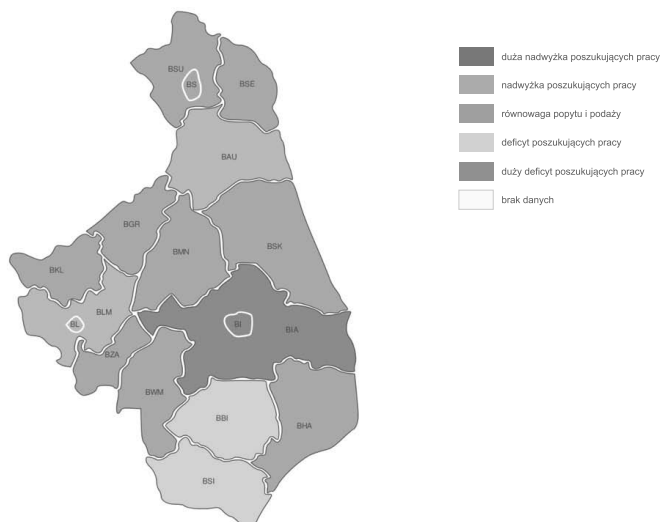 BSU
BS
BSE
BAU
BGR
BSK
BMN
BKL
BLM
BL
BI
BIA
BZA
BWM
BBI
BHA
BSI
duża nadwyżka poszukujących pracy
nadwyżka poszukujących pracy
równowaga popytu i podaży
deficyt poszukujących pracy
duży deficyt poszukujących pracy
brak danych